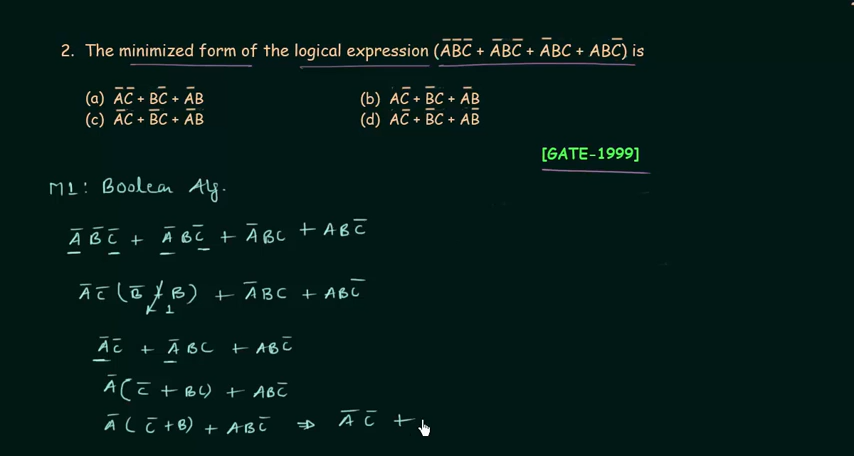 2. The minimized form of the logical expression (A̅B̅C̅ + A̅BC̅ + A̅BC + ABC̅) is
(a) A̅C̅ + BC̅ + A̅B (b) AC̅ + B̅C + A̅B
(c) A̅C + B̅C + A̅B (d) AC̅ + B̅C + AB̅
[GATE-1999]
M1: Boolean Alg.
A̅B̅C̅ + A̅BC̅ + A̅BC + ABC̅
A̅C̅(B̅+B) + A̅BC + ABC̅
1
A̅C̅ + A̅BC + ABC̅
A̅(C̅ + BC) + ABC̅
A̅(C̅+B) + ABC̅ ⇒ A̅C̅ +